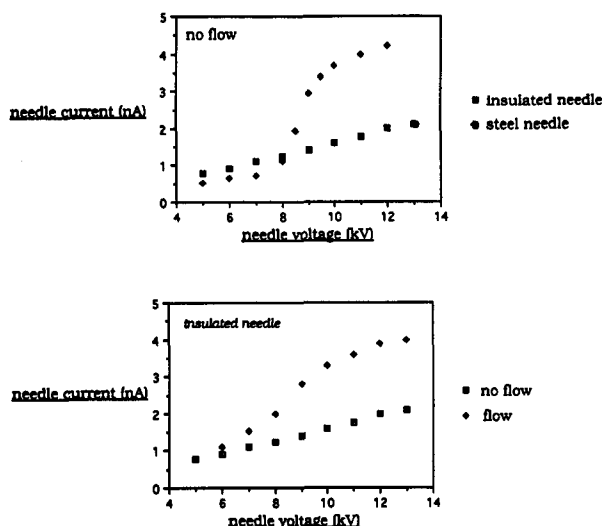 no flow
5
4
3
2
1
0
needle current (nA)
insulated needle
steel needle
4 6 8 10 12 14
needle voltage (kV)
insulated needle
5
4
3
2
1
0
needle current (nA)
no flow
flow
4 6 8 10 12 14
needle voltage (kV)